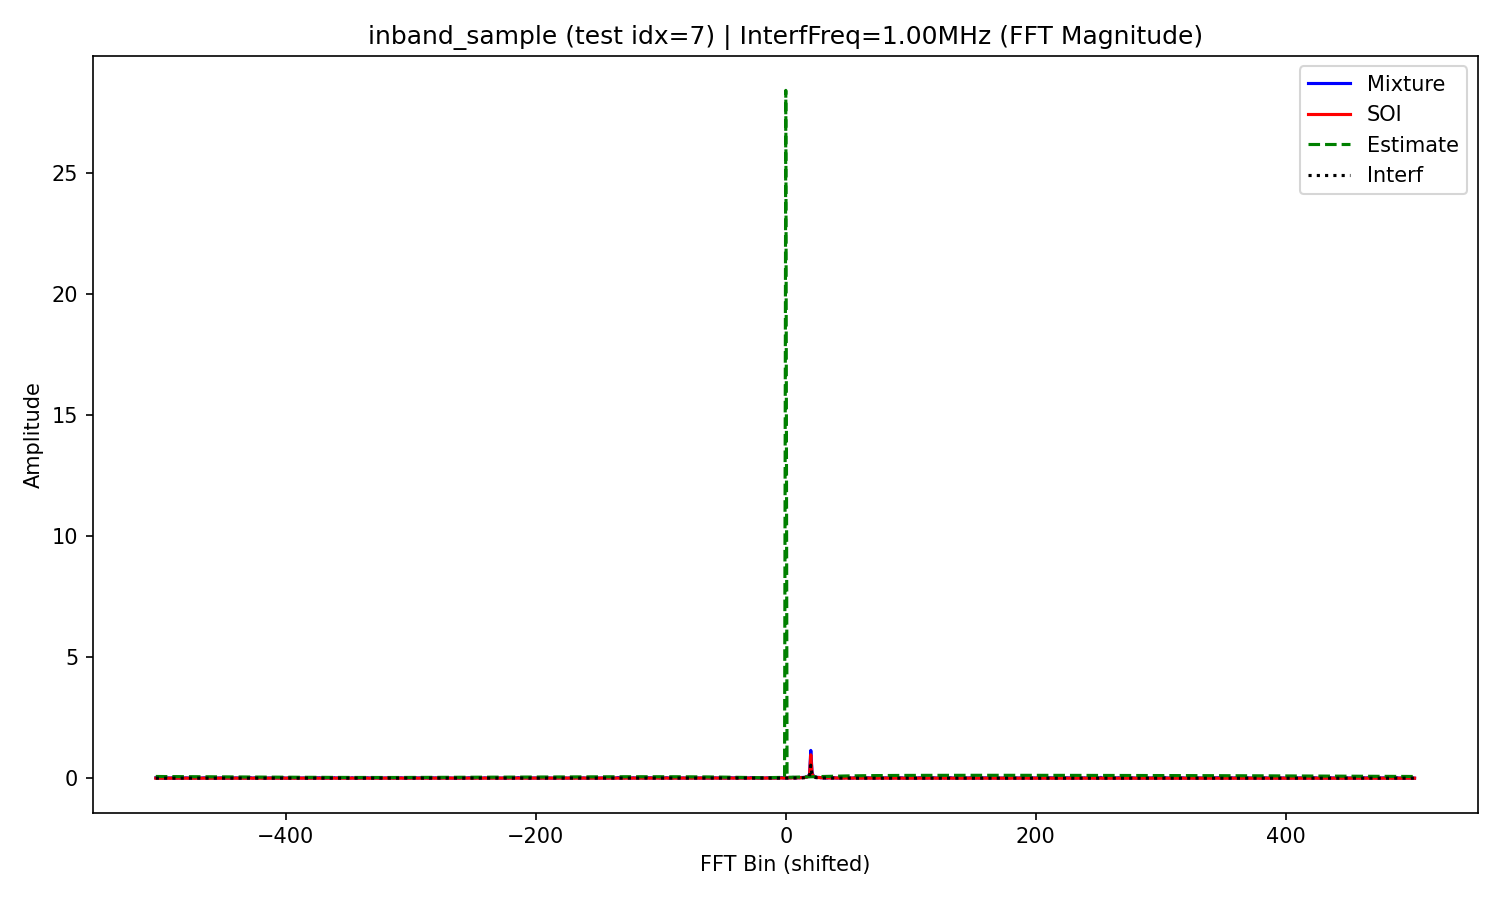 inband_sample (test idx=7) | InterfFreq=1.00MHz (FFT Magnitude)
Mixture
SOI
Estimate
Interf
Amplitude
25
20
15
10
5
0
−400
−200
0
200
400
FFT Bin (shifted)